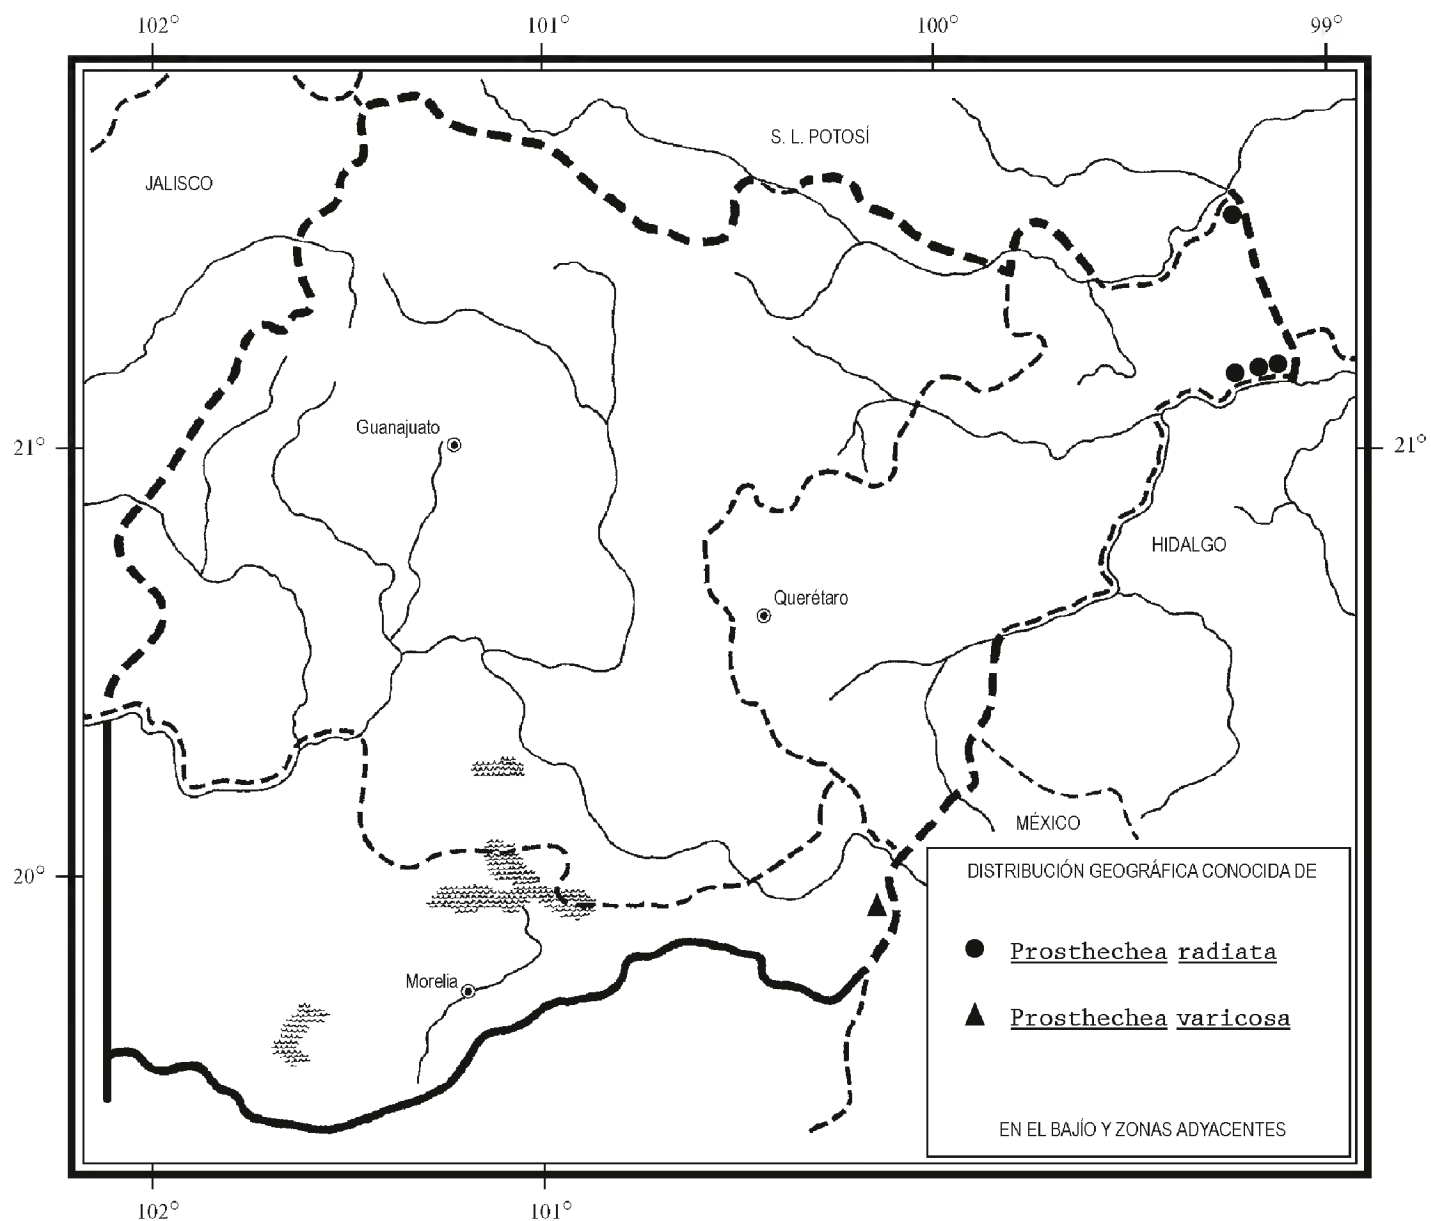 102° 101° 100° 99°
S. L. POTOSÍ
JALISCO
Guanajuato
21° 21°
HIDALGO
Querétaro
MÉXICO
20°
DISTRIBUCIÓN GEOGRÁFICA CONOCIDA DE
Prosthechea radiata
Morelia
Prosthechea varicosa
EN EL BAJÍO Y ZONAS ADYACENTES
102° 101°